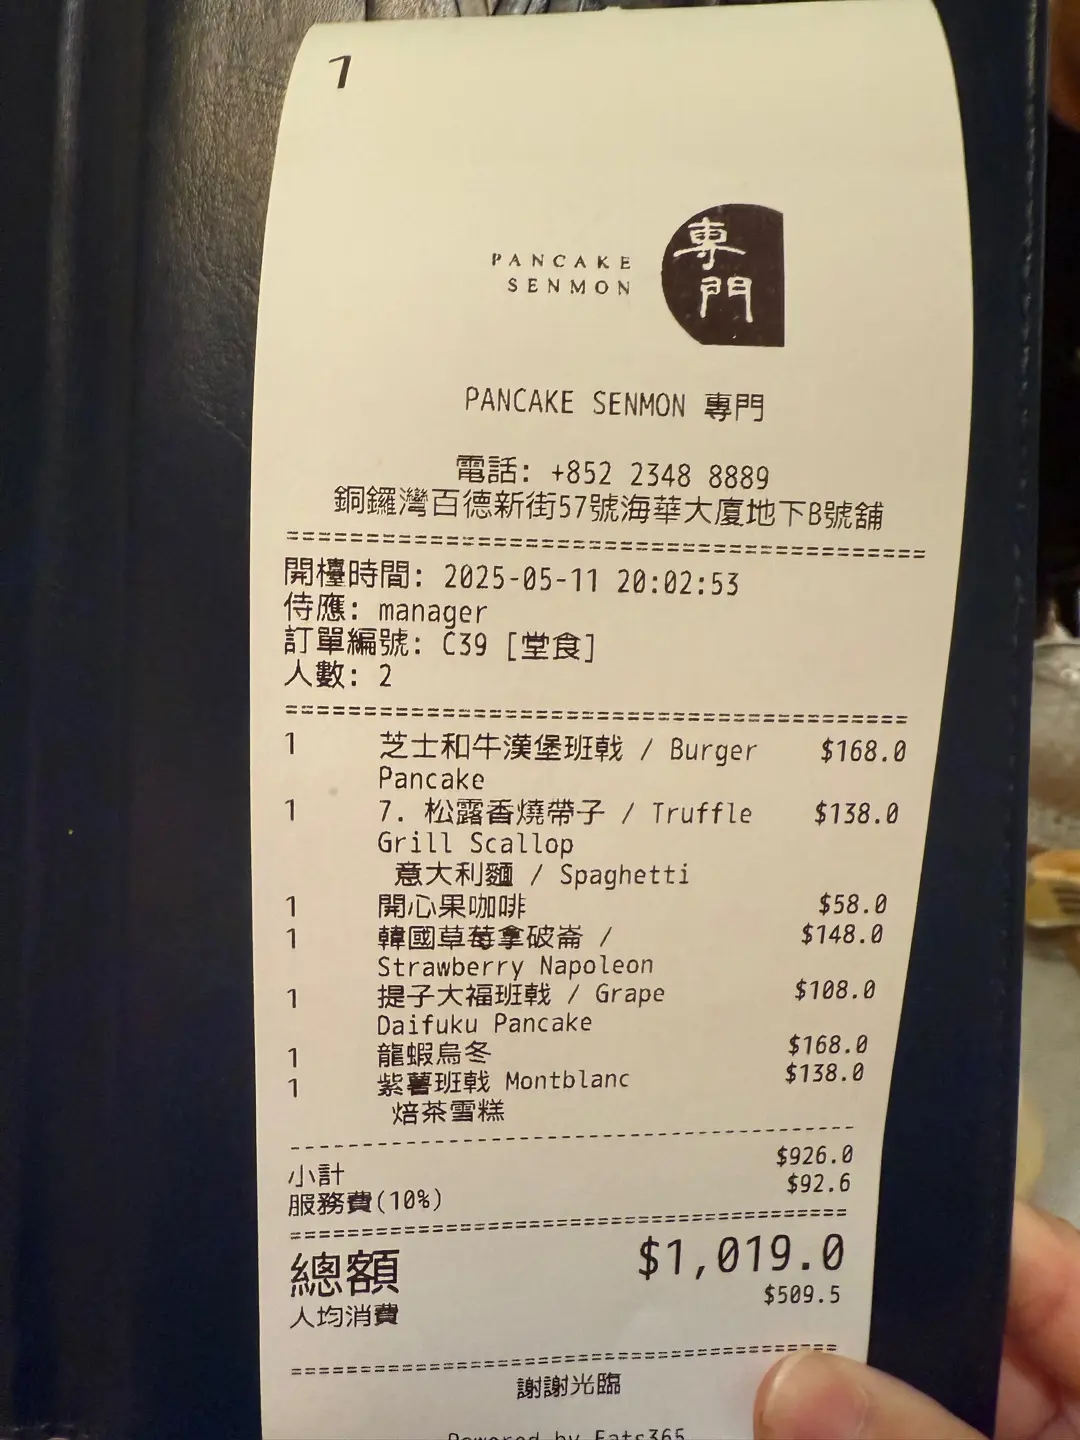 1
PANCAKE
SENMON
專門
PANCAKE SENMON 專門
電話: +852 2348 8889
銅鑼灣百德新街57號海華大廈地下B號舖
========================================
開檯時間: 2025-05-11 20:02:53
侍應: manager
訂單編號: C39 [堂食]
人數: 2
========================================
1 芝士和牛漢堡班戟 / Burger $168.0
Pancake
1 7. 松露香燒帶子 / Truffle $138.0
Grill Scallop
意大利麵 / Spaghetti
1 開心果咖啡 $58.0
1 韓國草莓拿破崙 / $148.0
Strawberry Napoleon
1 提子大福班戟 / Grape $108.0
Daifuku Pancake
1 龍蝦烏冬 $168.0
1 紫薯班戟 Montblanc $138.0
焙茶雪糕
----------------------------------------
小計 $926.0
服務費(10%) $92.6
========================================
總額 $1,019.0
人均消費 $509.5
========================================
謝謝光臨
Powered by Eats365